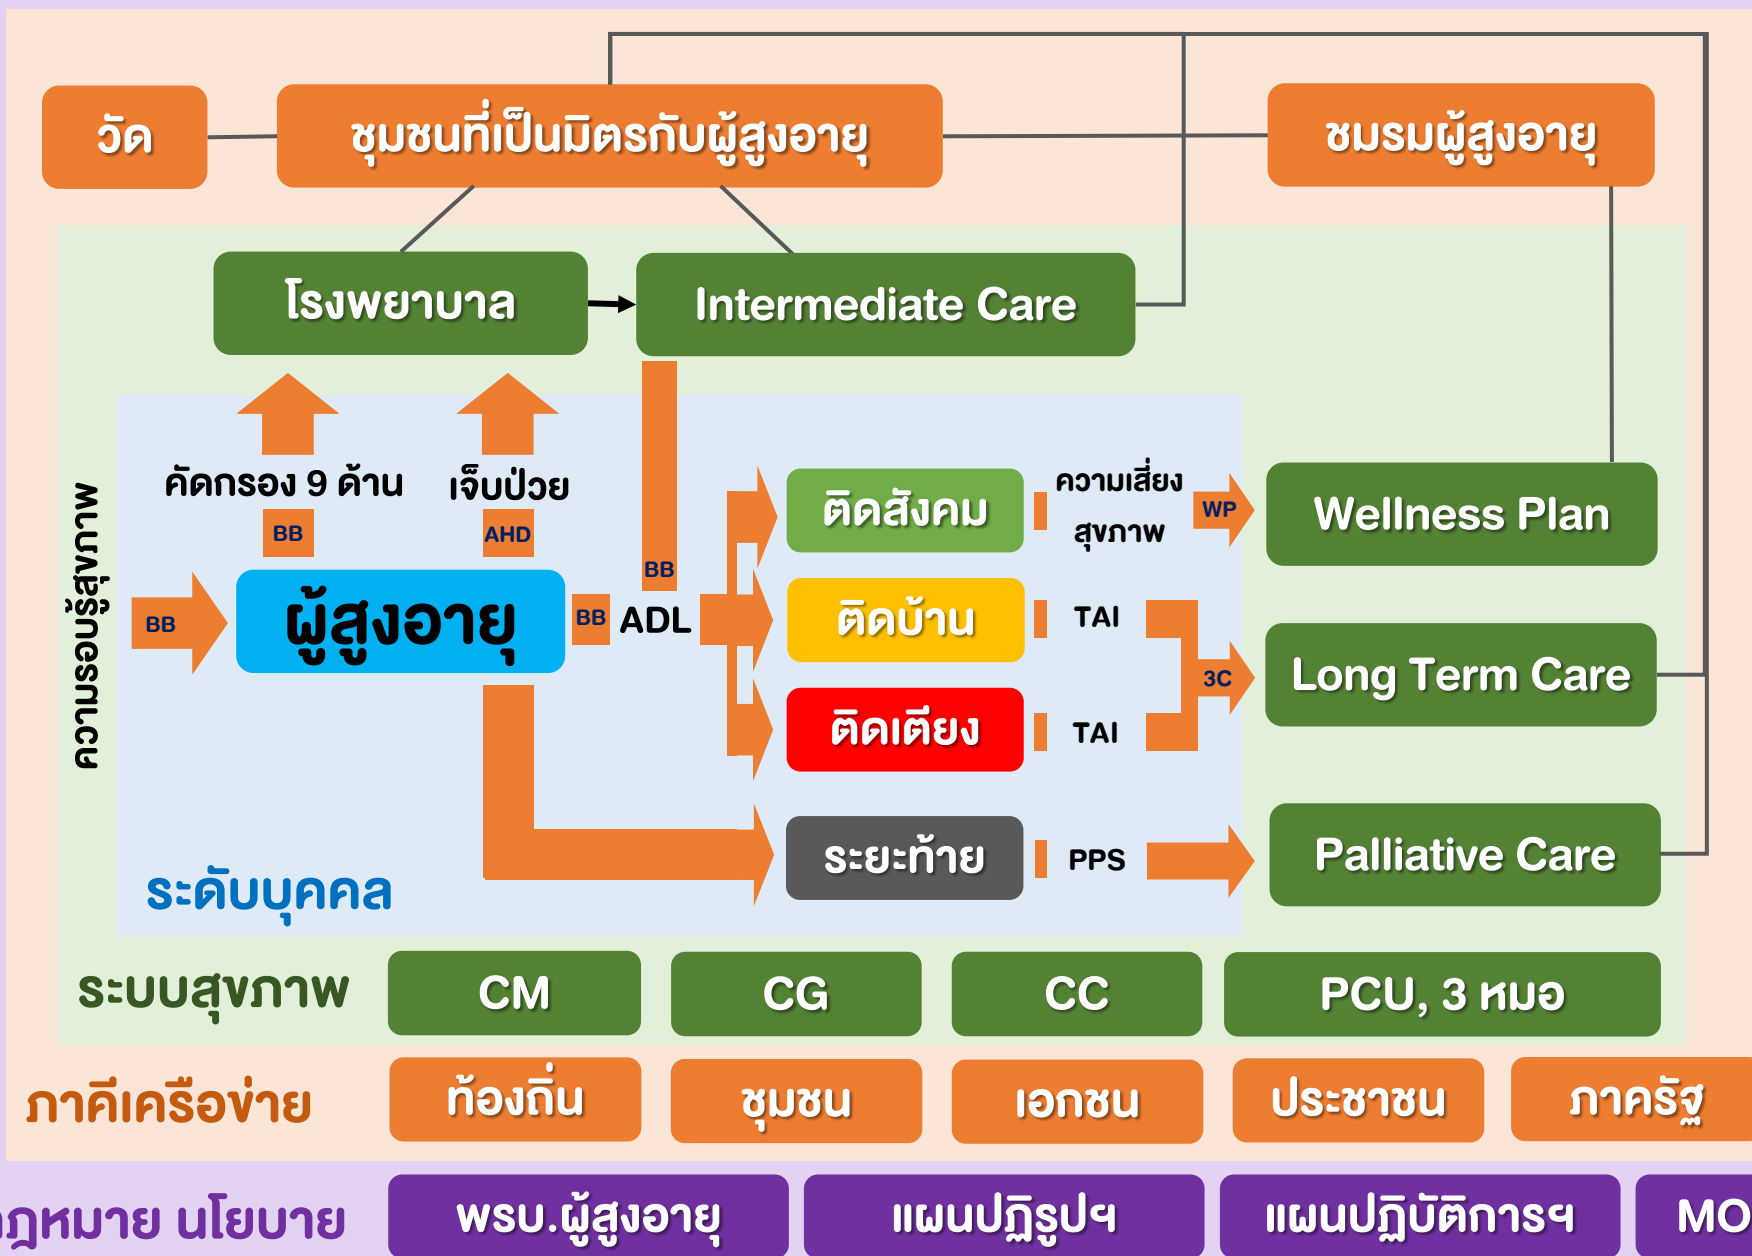 วัด
ชุมชนที่เป็นมิตรกับผู้สูงอายุ
ชมรมผู้สูงอายุ
โรงพยาบาล
Intermediate Care
คัดกรอง 9 ด้าน
เจ็บป่วย
BB
AHD
BB
ความรอบรู้สุขภาพ
BB
ผู้สูงอายุ
BB
ADL
ติดสังคม
ความเสี่ยง
สุขภาพ
WP
Wellness Plan
ติดบ้าน
TAI
ติดเตียง
TAI
3C
Long Term Care
ระยะท้าย
PPS
Palliative Care
ระดับบุคคล
ระบบสุขภาพ
CM
CG
CC
PCU, 3 หมอ
ภาคีเครือข่าย
ท้องถิ่น
ชุมชน
เอกชน
ประชาชน
ภาครัฐ
กฎหมาย นโยบาย
พรบ.ผู้สูงอายุ
แผนปฏิรูปฯ
แผนปฏิบัติการฯ
MO